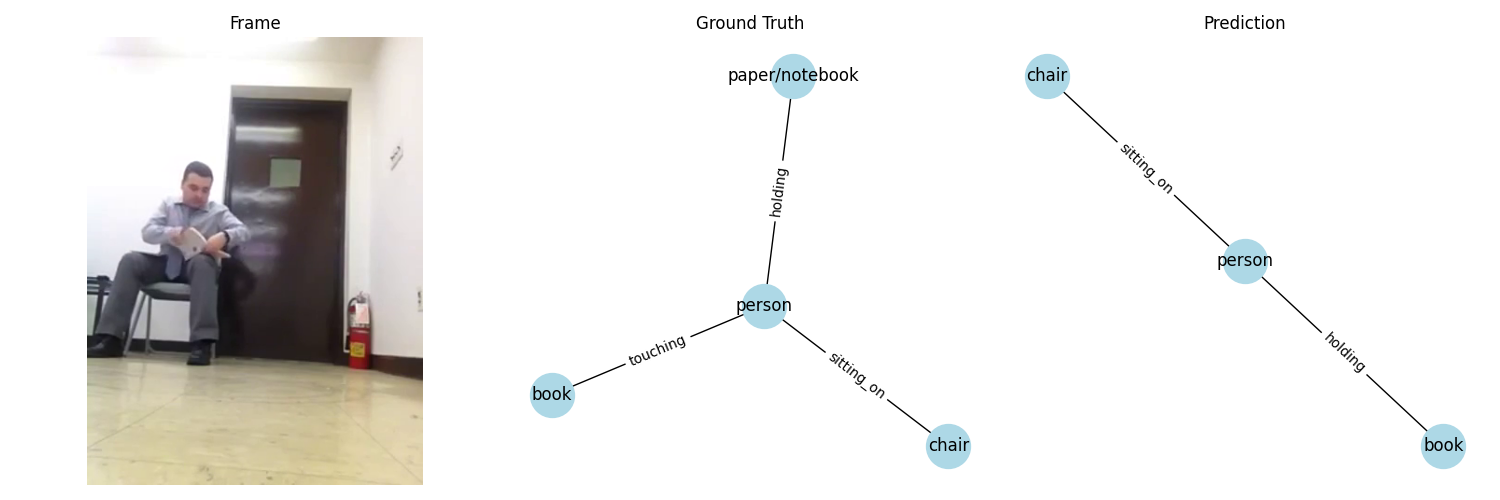 Frame
Ground Truth
Prediction
paper/notebook
holding
person
touching
book
sitting_on
chair
chair
sitting_on
person
holding
book